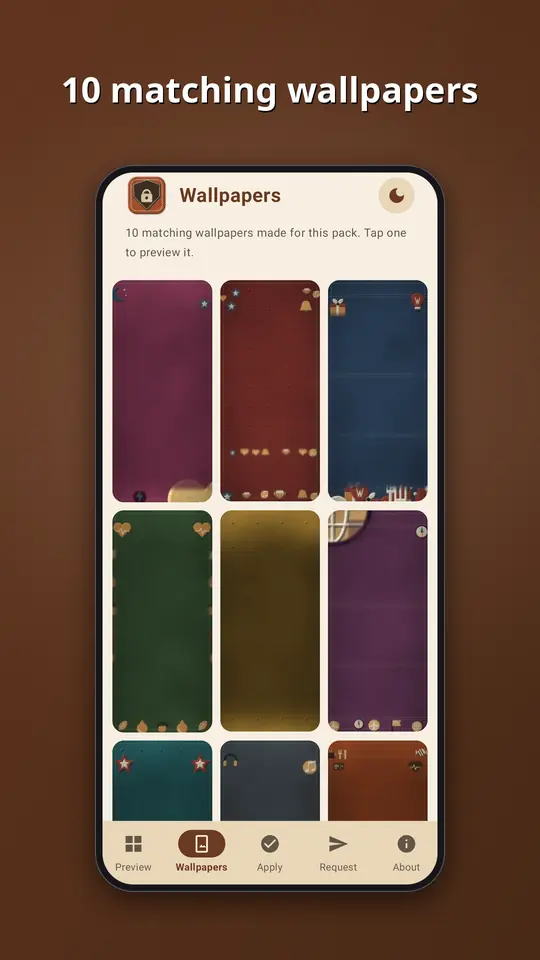 10 matching wallpapers
Wallpapers
10 matching wallpapers made for this pack. Tap one
to preview it.
W
W
Preview
Wallpapers
Apply
Request
About